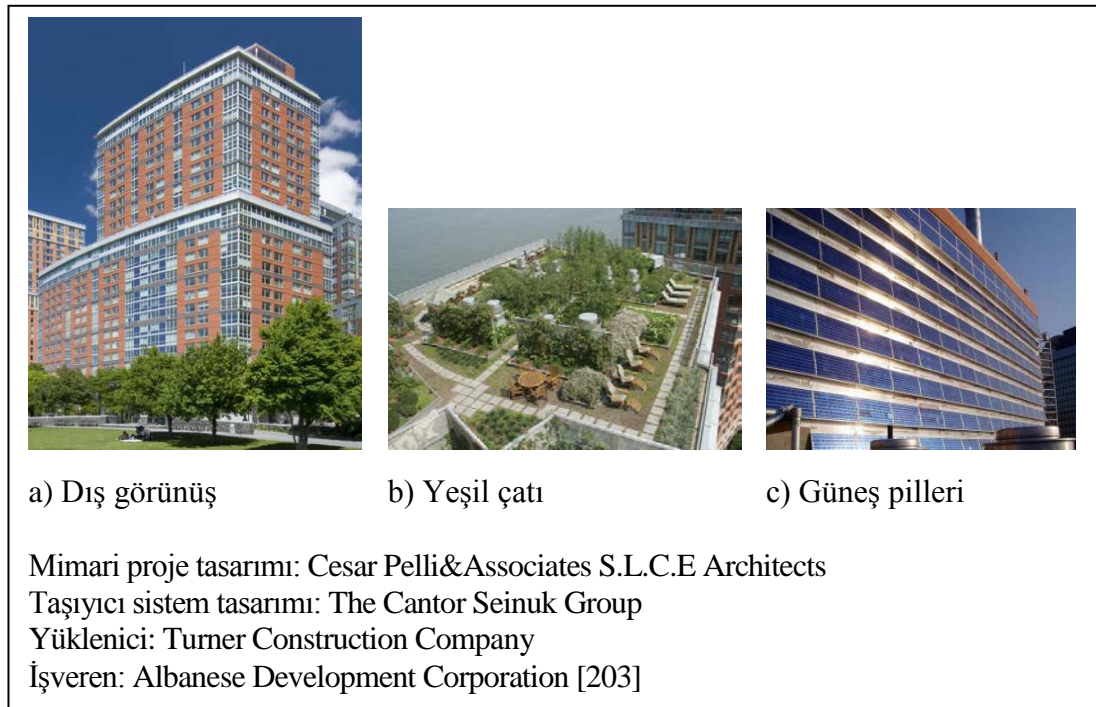 a) Dış görünüş
b) Yeşil çatı
c) Güneş pilleri
Mimari proje tasarımı: Cesar Pelli&Associates S.L.C.E Architects
Taşıyıcı sistem tasarımı: The Cantor Seinuk Group
Yüklenici: Turner Construction Company
İşveren: Albanese Development Corporation [203]